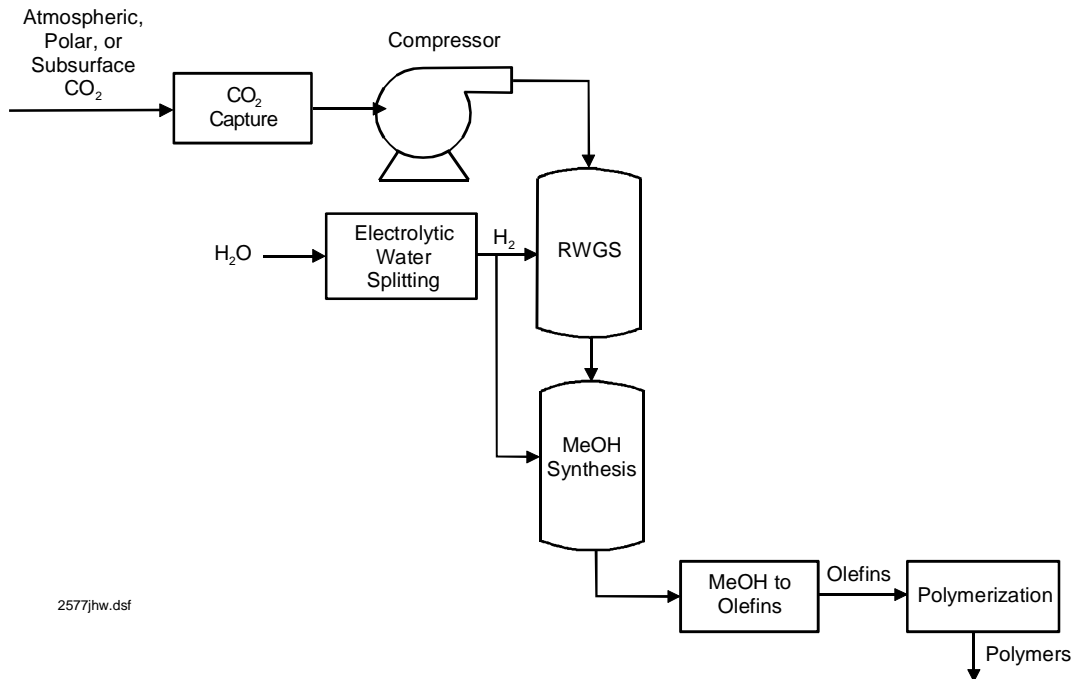 Atmospheric,
Polar, or
Subsurface
CO₂
CO₂
Capture
Compressor
H₂O
Electrolytic
Water
Splitting
H₂
RWGS
MeOH
Synthesis
MeOH to
Olefins
Olefins
Polymerization
Polymers
2577jhw.dsf